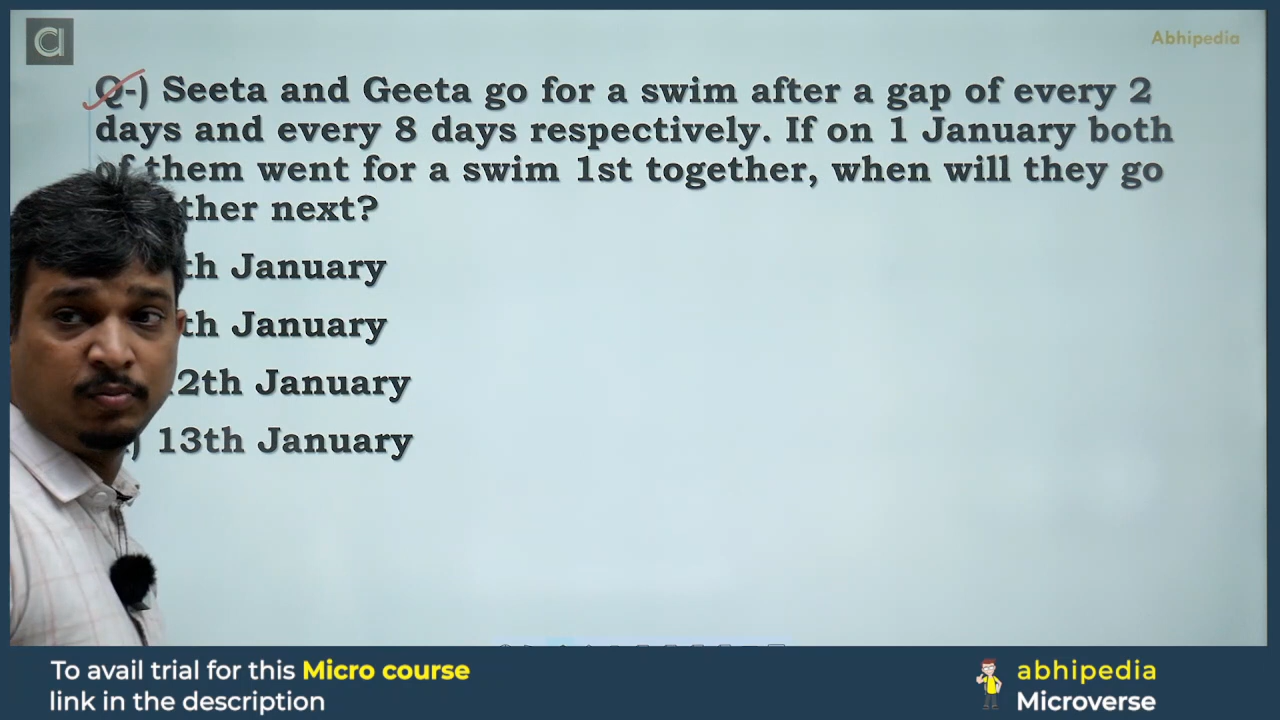 Abhipedia
Q-) Seeta and Geeta go for a swim after a gap of every 2
days and every 8 days respectively. If on 1 January both
of them went for a swim 1st together, when will they go
ther next?
th January
th January
2th January
) 13th January
To avail trial for this Micro course
link in the description
abhipedia
Microverse